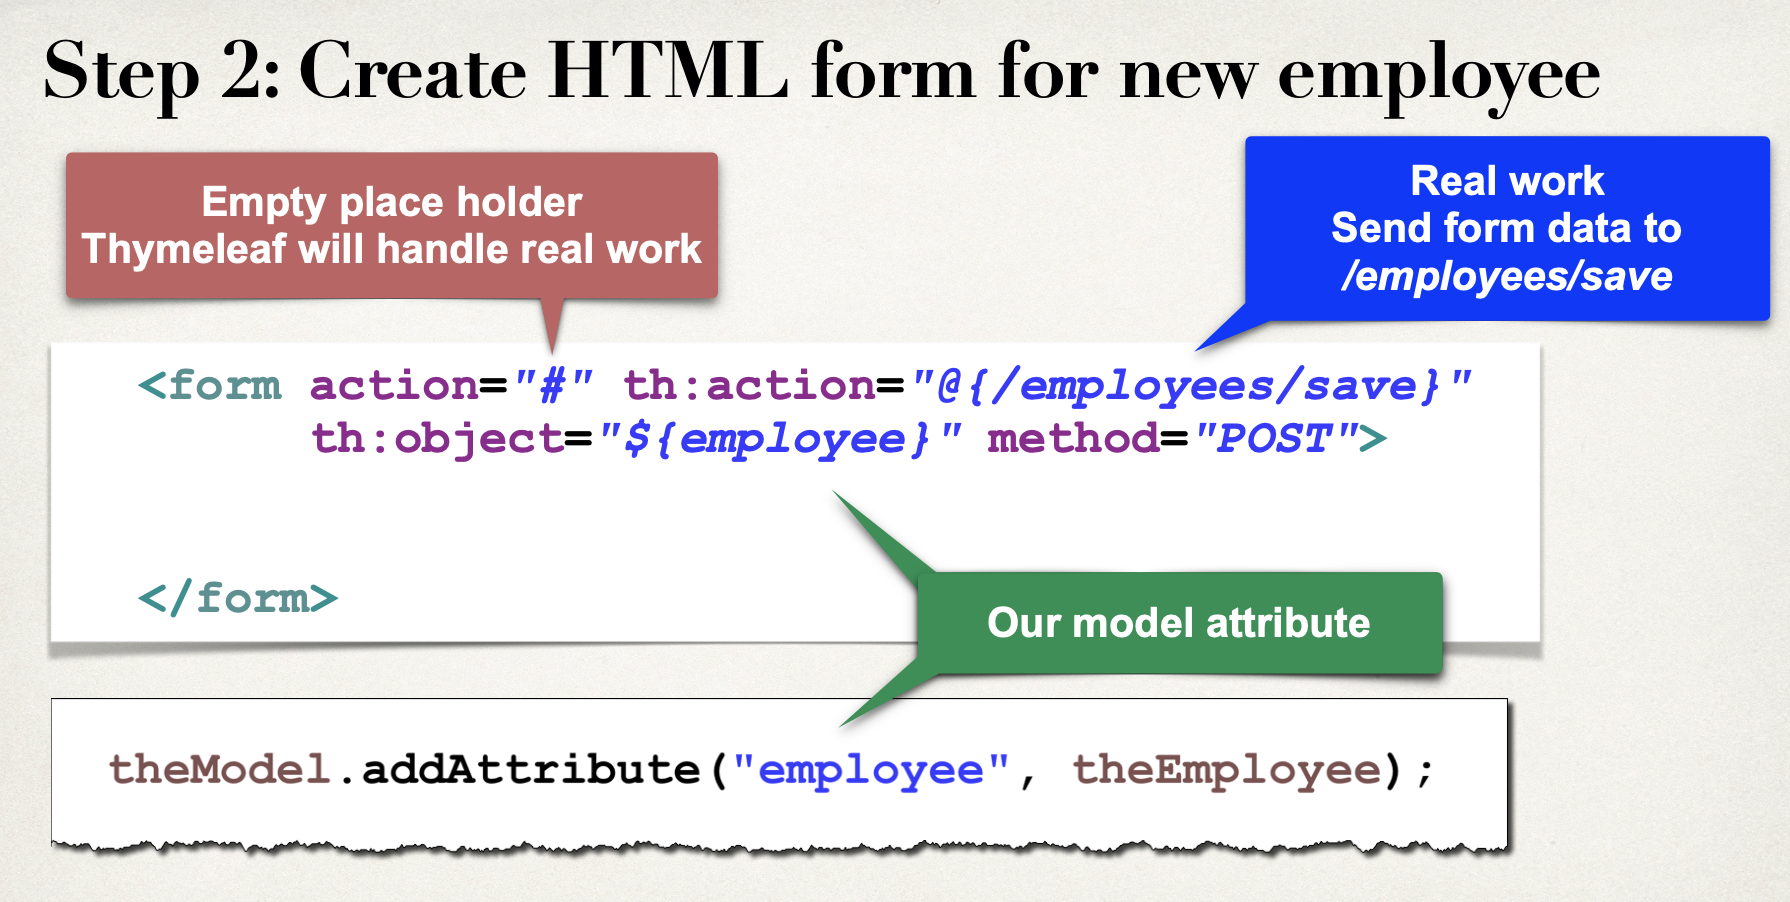 Step 2: Create HTML form for new employee
Empty place holder
Thymeleaf will handle real work
Real work
Send form data to
/employees/save
<form action="#" th:action="@{/employees/save}"
th:object="${employee}" method="POST">
</form>
Our model attribute
theModel.addAttribute("employee", theEmployee);